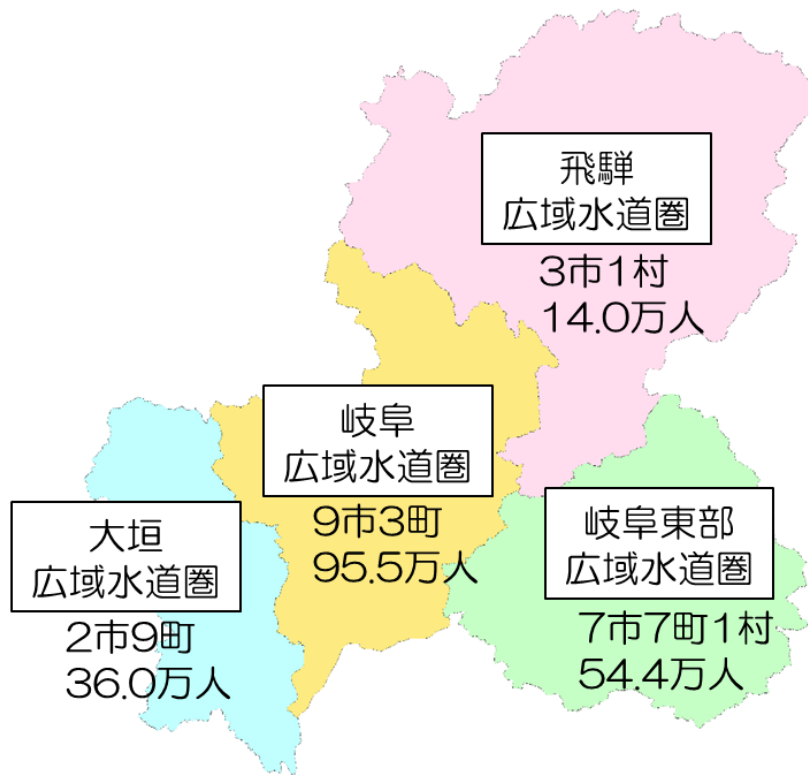 飛騨
広域水道圏
3市1村
14.0万人
岐阜
広域水道圏
9市3町
95.5万人
大垣
広域水道圏
2市9町
36.0万人
岐阜東部
広域水道圏
7市7町1村
54.4万人